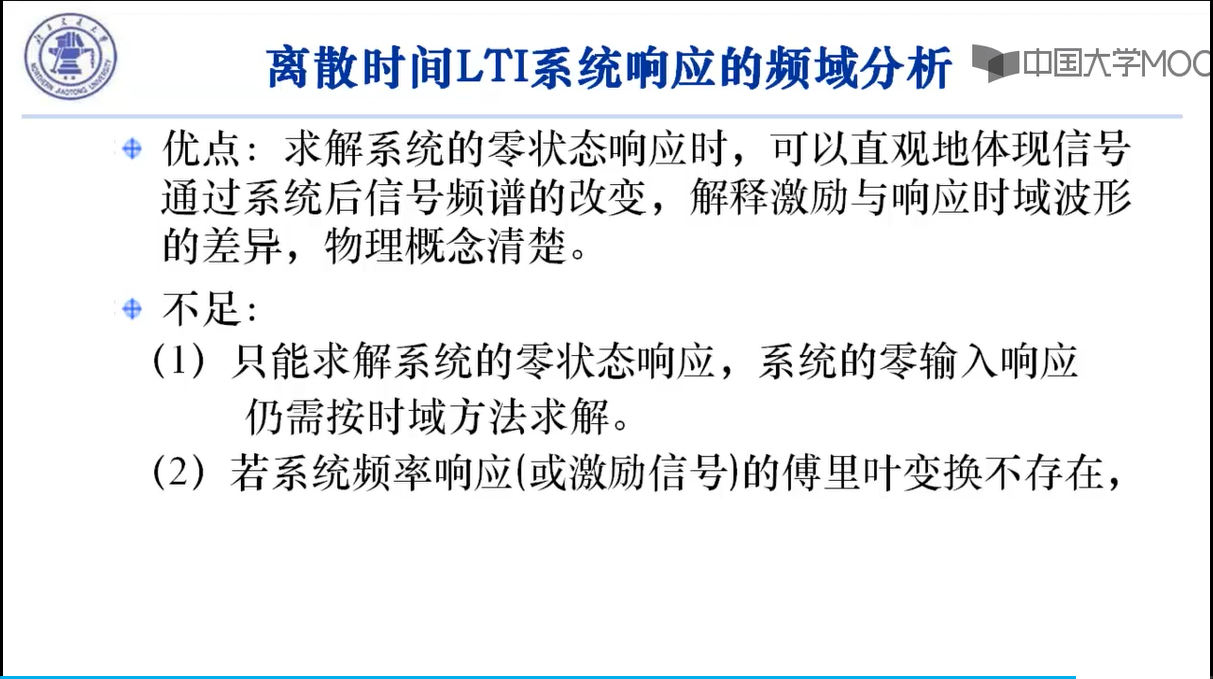 离散时间LTI系统响应的频域分析
中国大学MOO
优点：求解系统的零状态响应时，可以直观地体现信号
通过系统后信号频谱的改变，解释激励与响应时域波形
的差异，物理概念清楚。
不足：
(1）只能求解系统的零状态响应，系统的零输入响应
仍需按时域方法求解。
(2）若系统频率响应(或激励信号)的傅里叶变换不存在，